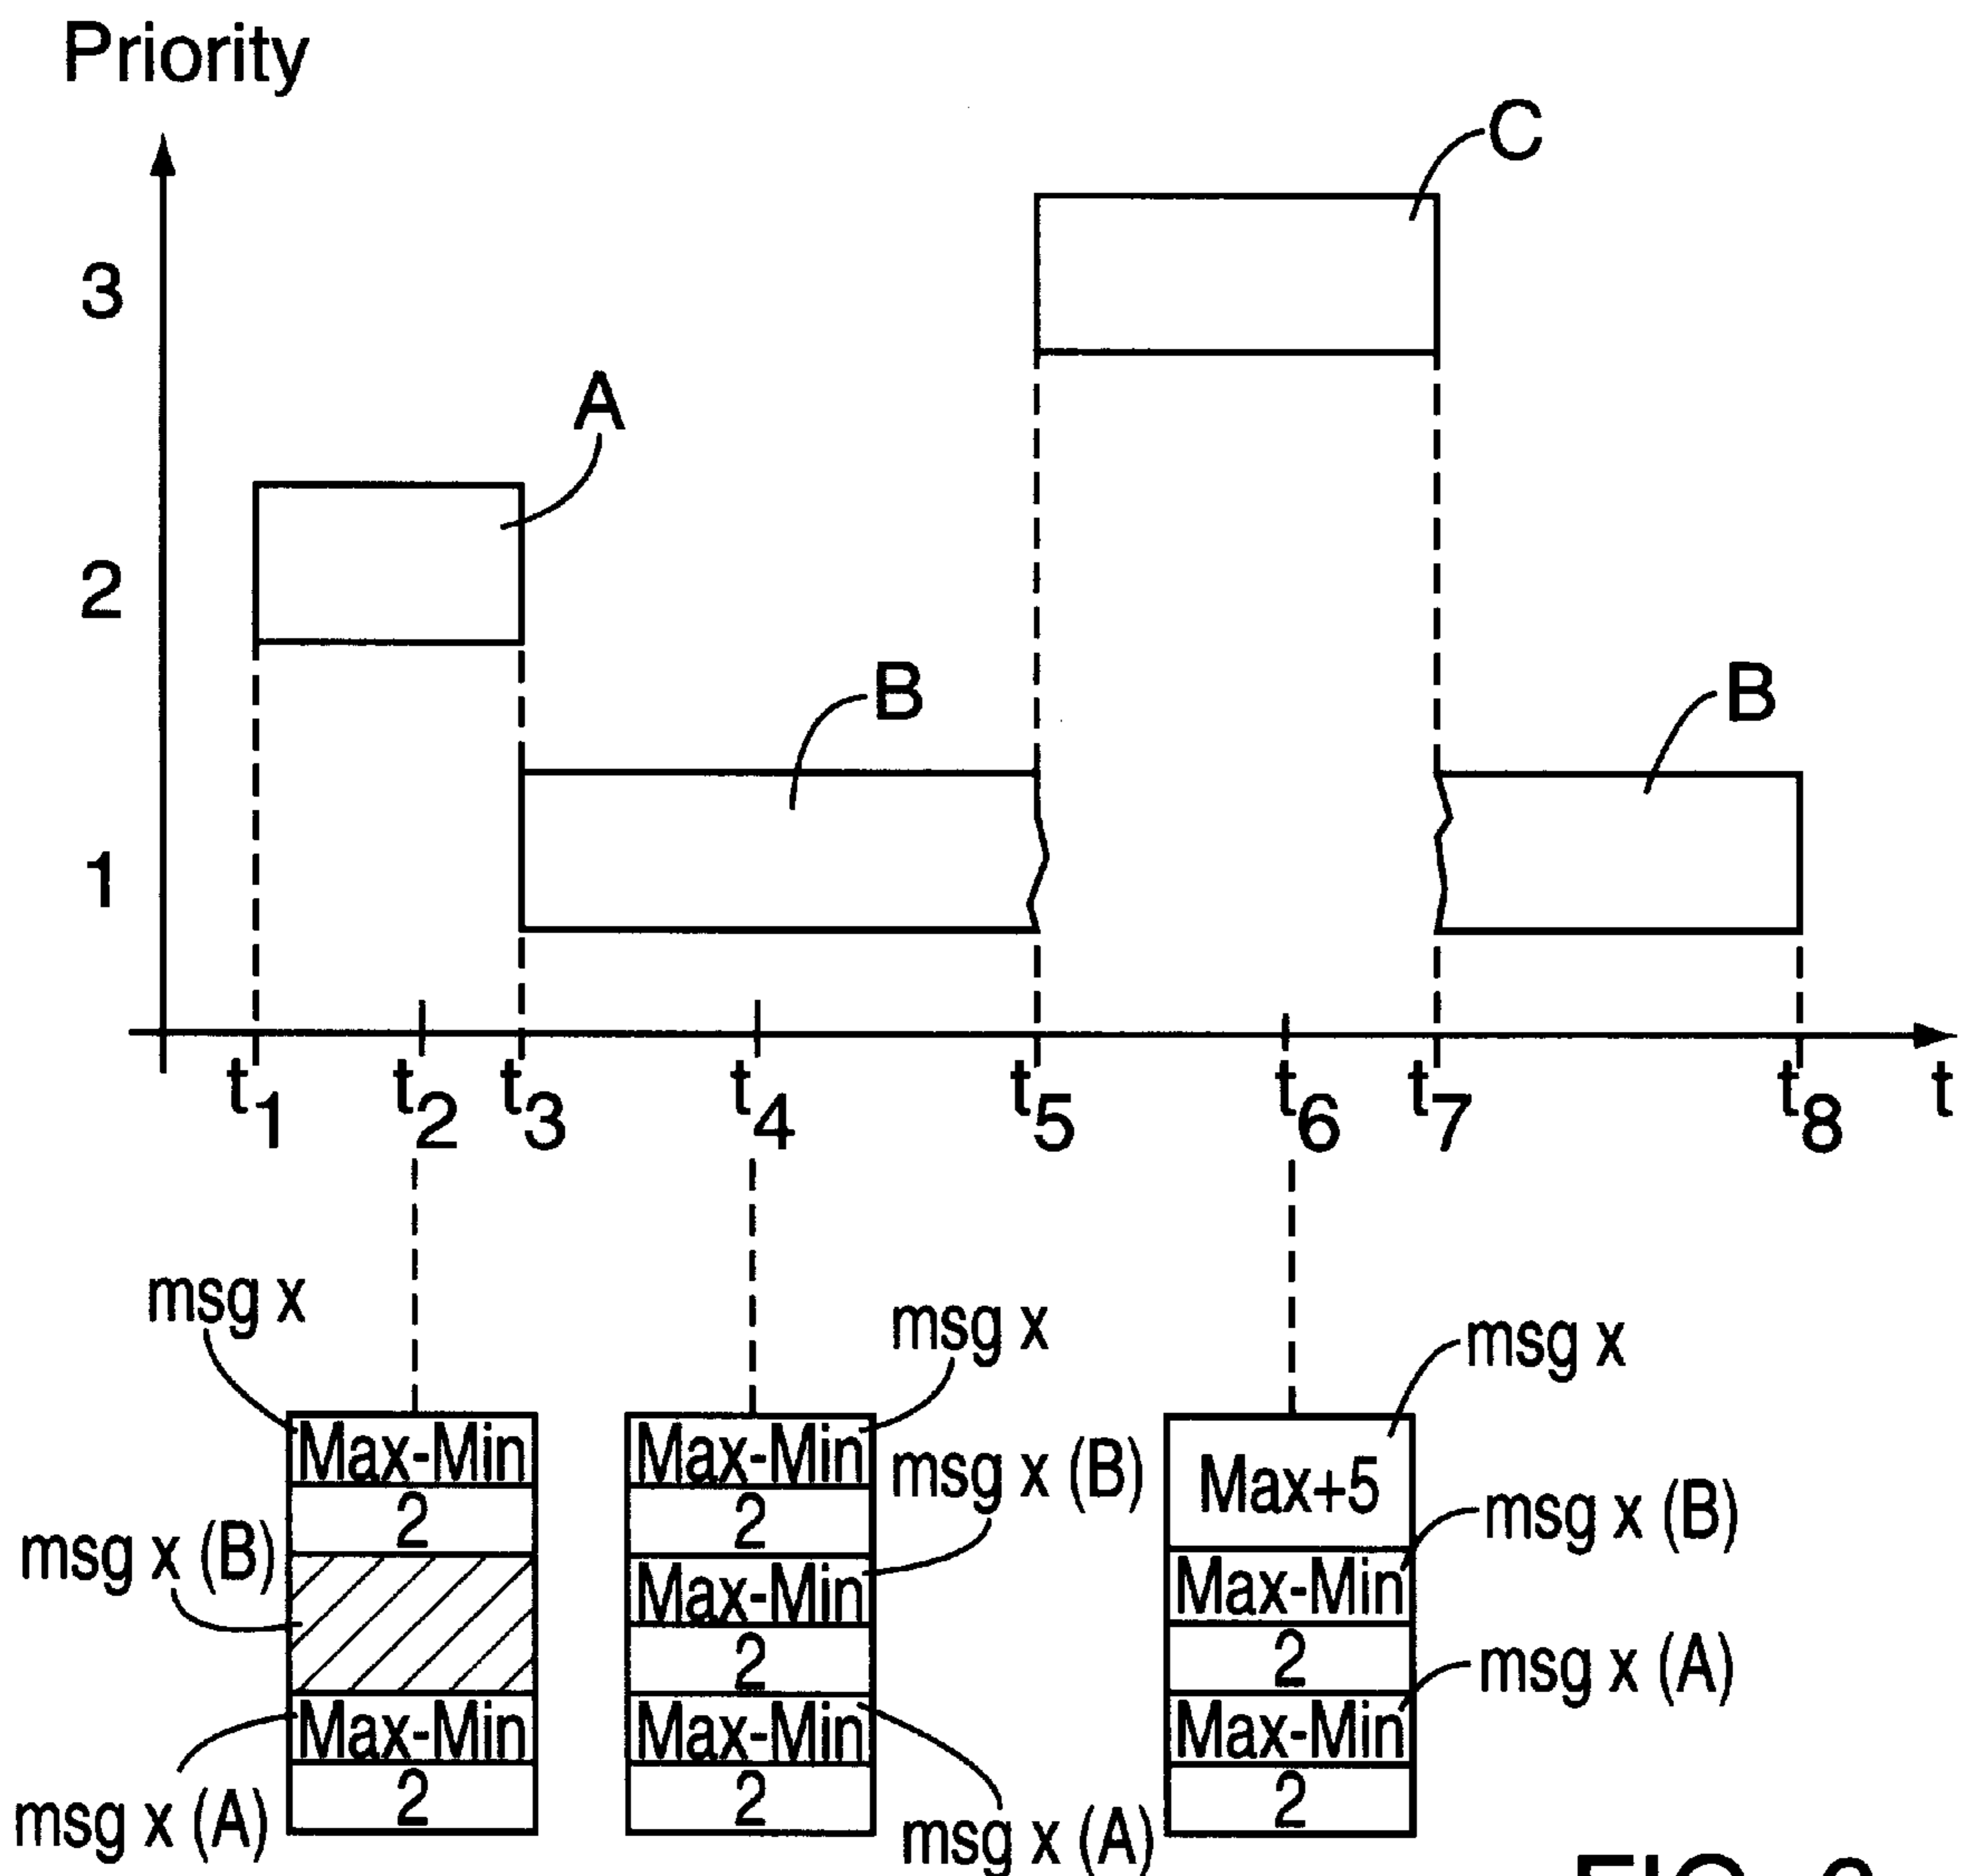 Priority
C
3
A
2
B
B
1
t1
t2
t3
t4
t5
t6
t7
t8
t
msg x
Max-Min
2
msg x (B)
Max-Min
2
msg x (A)
msg x
Max-Min
2
msg x (B)
Max-Min
2
Max-Min
2
msg x (A)
msg x
Max+5
msg x (B)
Max-Min
2
msg x (A)
Max-Min
2